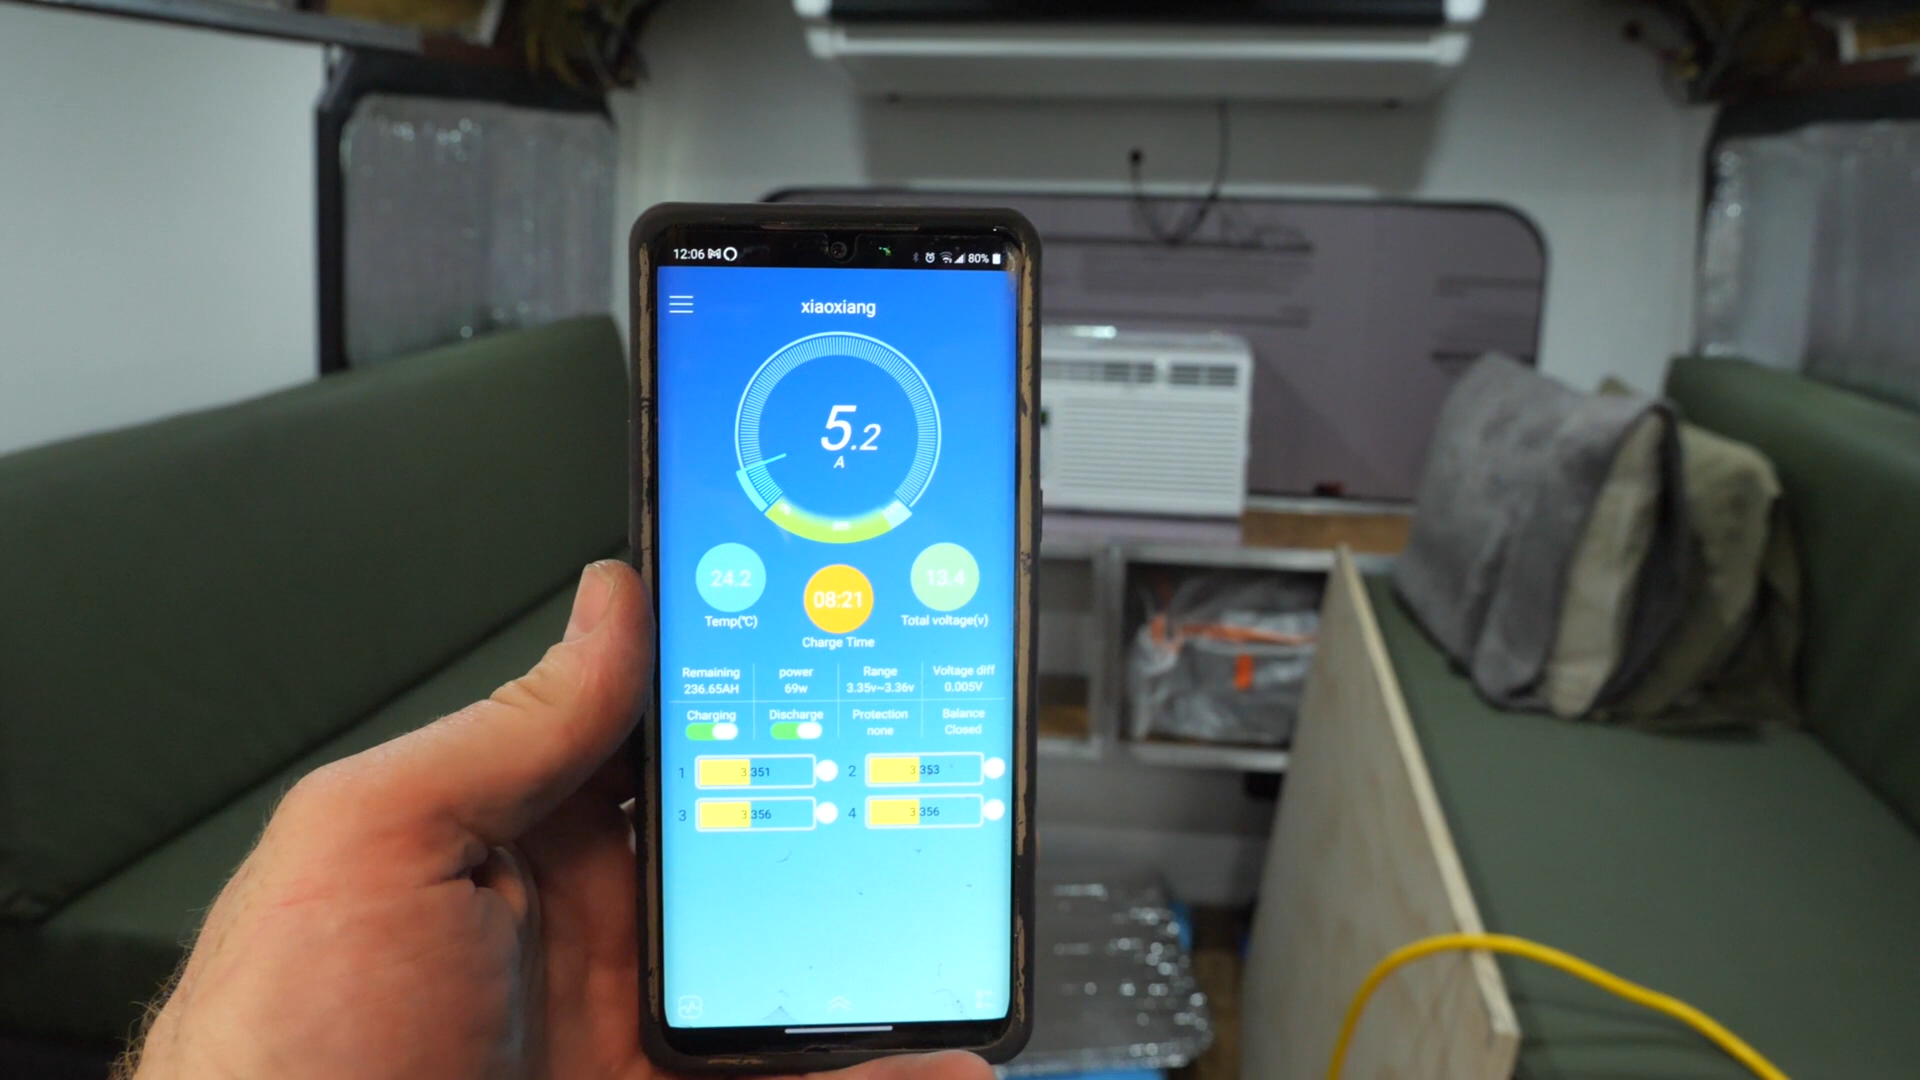 12:06
80%
xiaoxiang
5.2
A
24.2
08:21
13.4
Temp(℃)
Charge Time
Total voltage(v)
Remaining
power
Range
Voltage diff
236.65AH
69w
3.35v~3.36v
0.005V
Charging
Discharge
Protection
Balance
none
Closed
1
3.351
2
3.353
3
3.356
4
3.356